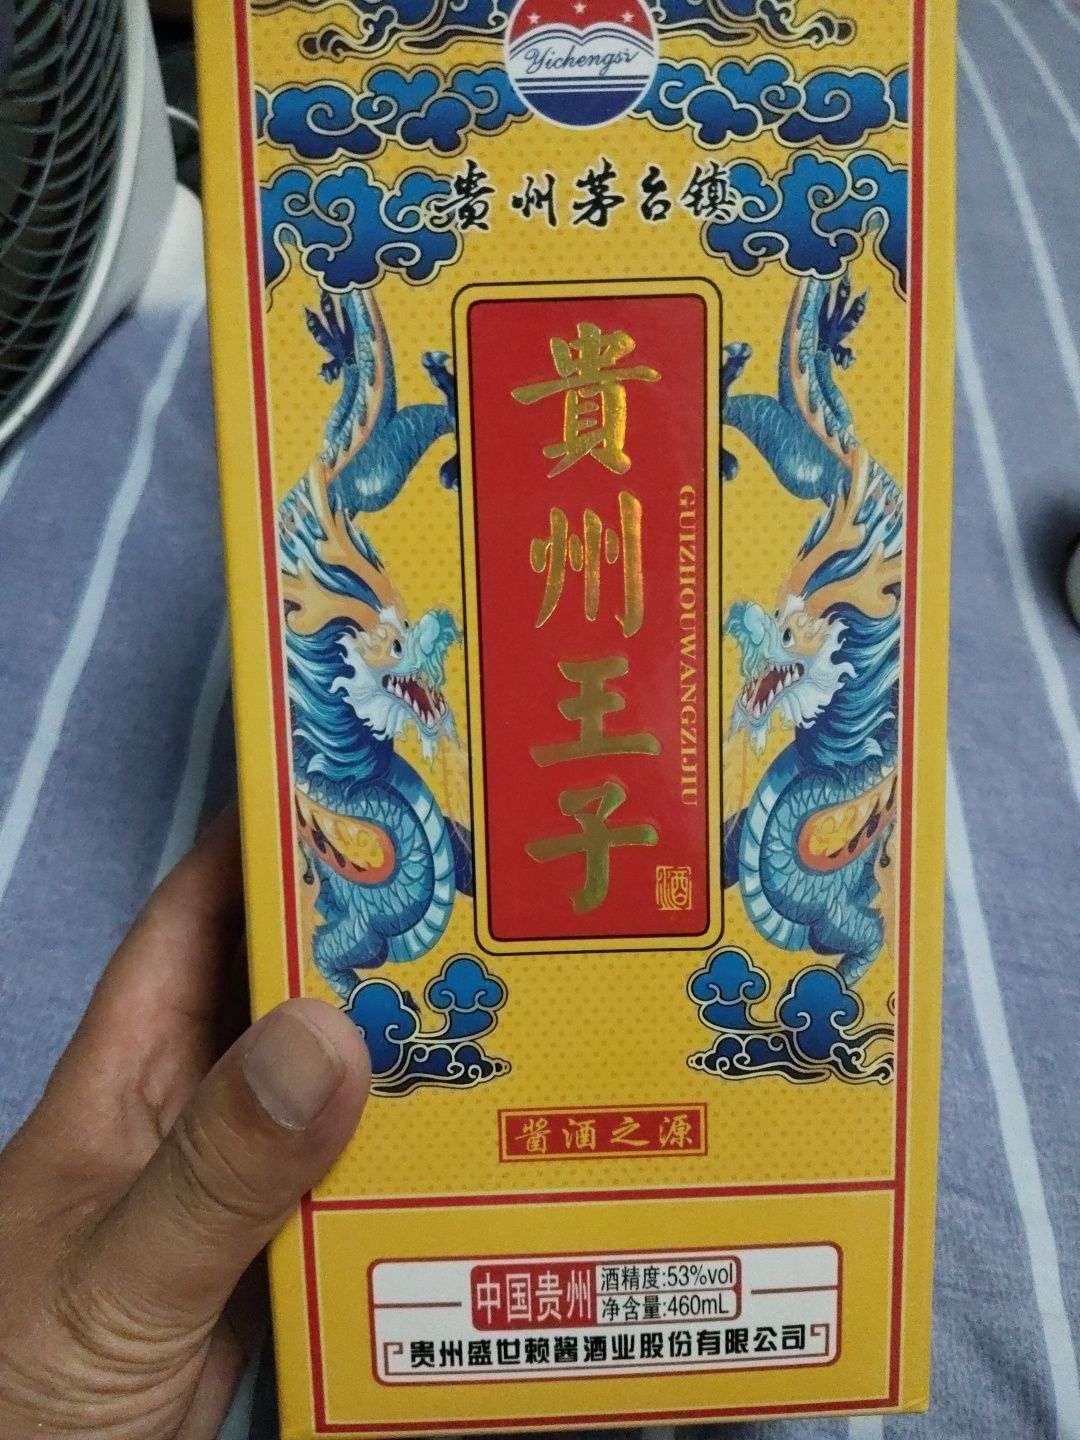 Yichengsi
贵州茅台镇
貴州王子
GUIZHOUWANGZIJIU
酒
酱酒之源
中国贵州
酒精度:53%vol
净含量:460mL
贵州盛世赖酱酒业股份有限公司